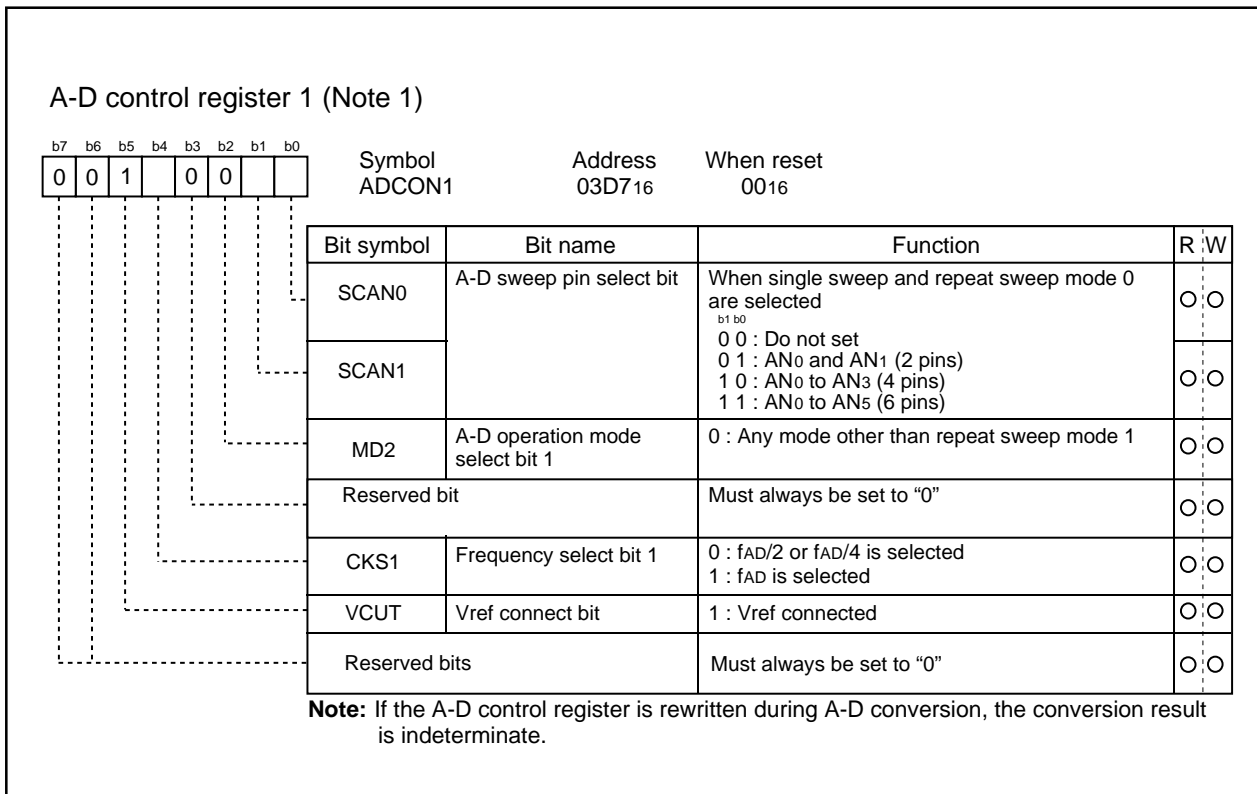 A-D control register 1 (Note 1)
b7 b6 b5 b4 b3 b2 b1 b0
0 0 1 0 0
Symbol Address When reset
ADCON1 03D716 0016
Bit symbol Bit name Function R W
SCAN0 A-D sweep pin select bit When single sweep and repeat sweep mode 0
are selected
b1 b0
0 0 : Do not set
0 1 : AN0 and AN1 (2 pins)
SCAN1 1 0 : AN0 to AN3 (4 pins)
1 1 : AN0 to AN5 (6 pins)
MD2 A-D operation mode 0 : Any mode other than repeat sweep mode 1
select bit 1
Reserved bit Must always be set to “0”
CKS1 Frequency select bit 1 0 : fAD/2 or fAD/4 is selected
1 : fAD is selected
VCUT Vref connect bit 1 : Vref connected
Reserved bits Must always be set to “0”
Note: If the A-D control register is rewritten during A-D conversion, the conversion result
is indeterminate.